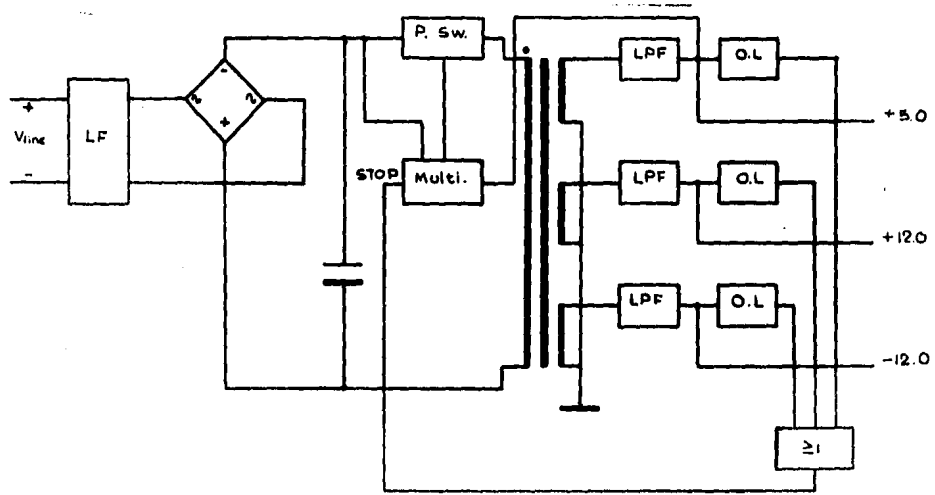 P. Sw.
LPF
O.L
+5.0
+
Vline
-
LF
~
-
~
+
STOP
Multi.
LPF
O.L
+12.0
LPF
O.L
-12.0
≥1